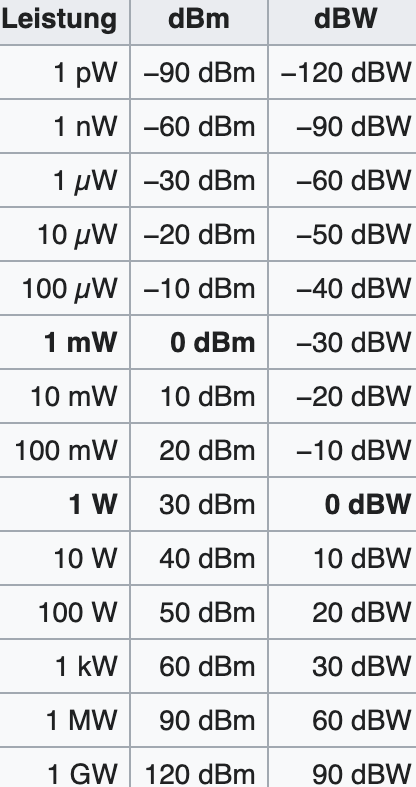 Leistung dBm dBW
1 pW −90 dBm −120 dBW
1 nW −60 dBm −90 dBW
1 µW −30 dBm −60 dBW
10 µW −20 dBm −50 dBW
100 µW −10 dBm −40 dBW
1 mW 0 dBm −30 dBW
10 mW 10 dBm −20 dBW
100 mW 20 dBm −10 dBW
1 W 30 dBm 0 dBW
10 W 40 dBm 10 dBW
100 W 50 dBm 20 dBW
1 kW 60 dBm 30 dBW
1 MW 90 dBm 60 dBW
1 GW 120 dBm 90 dBW